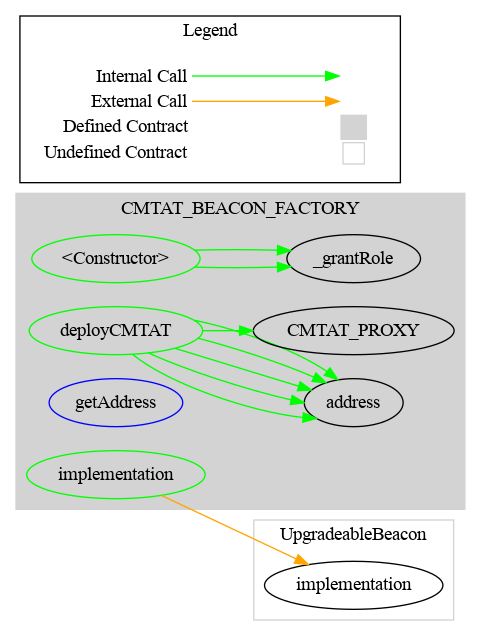 Legend
Internal Call
External Call
Defined Contract
Undefined Contract
CMTAT_BEACON_FACTORY
<Constructor>
_grantRole
deployCMTAT
CMTAT_PROXY
getAddress
address
implementation
UpgradeableBeacon
implementation